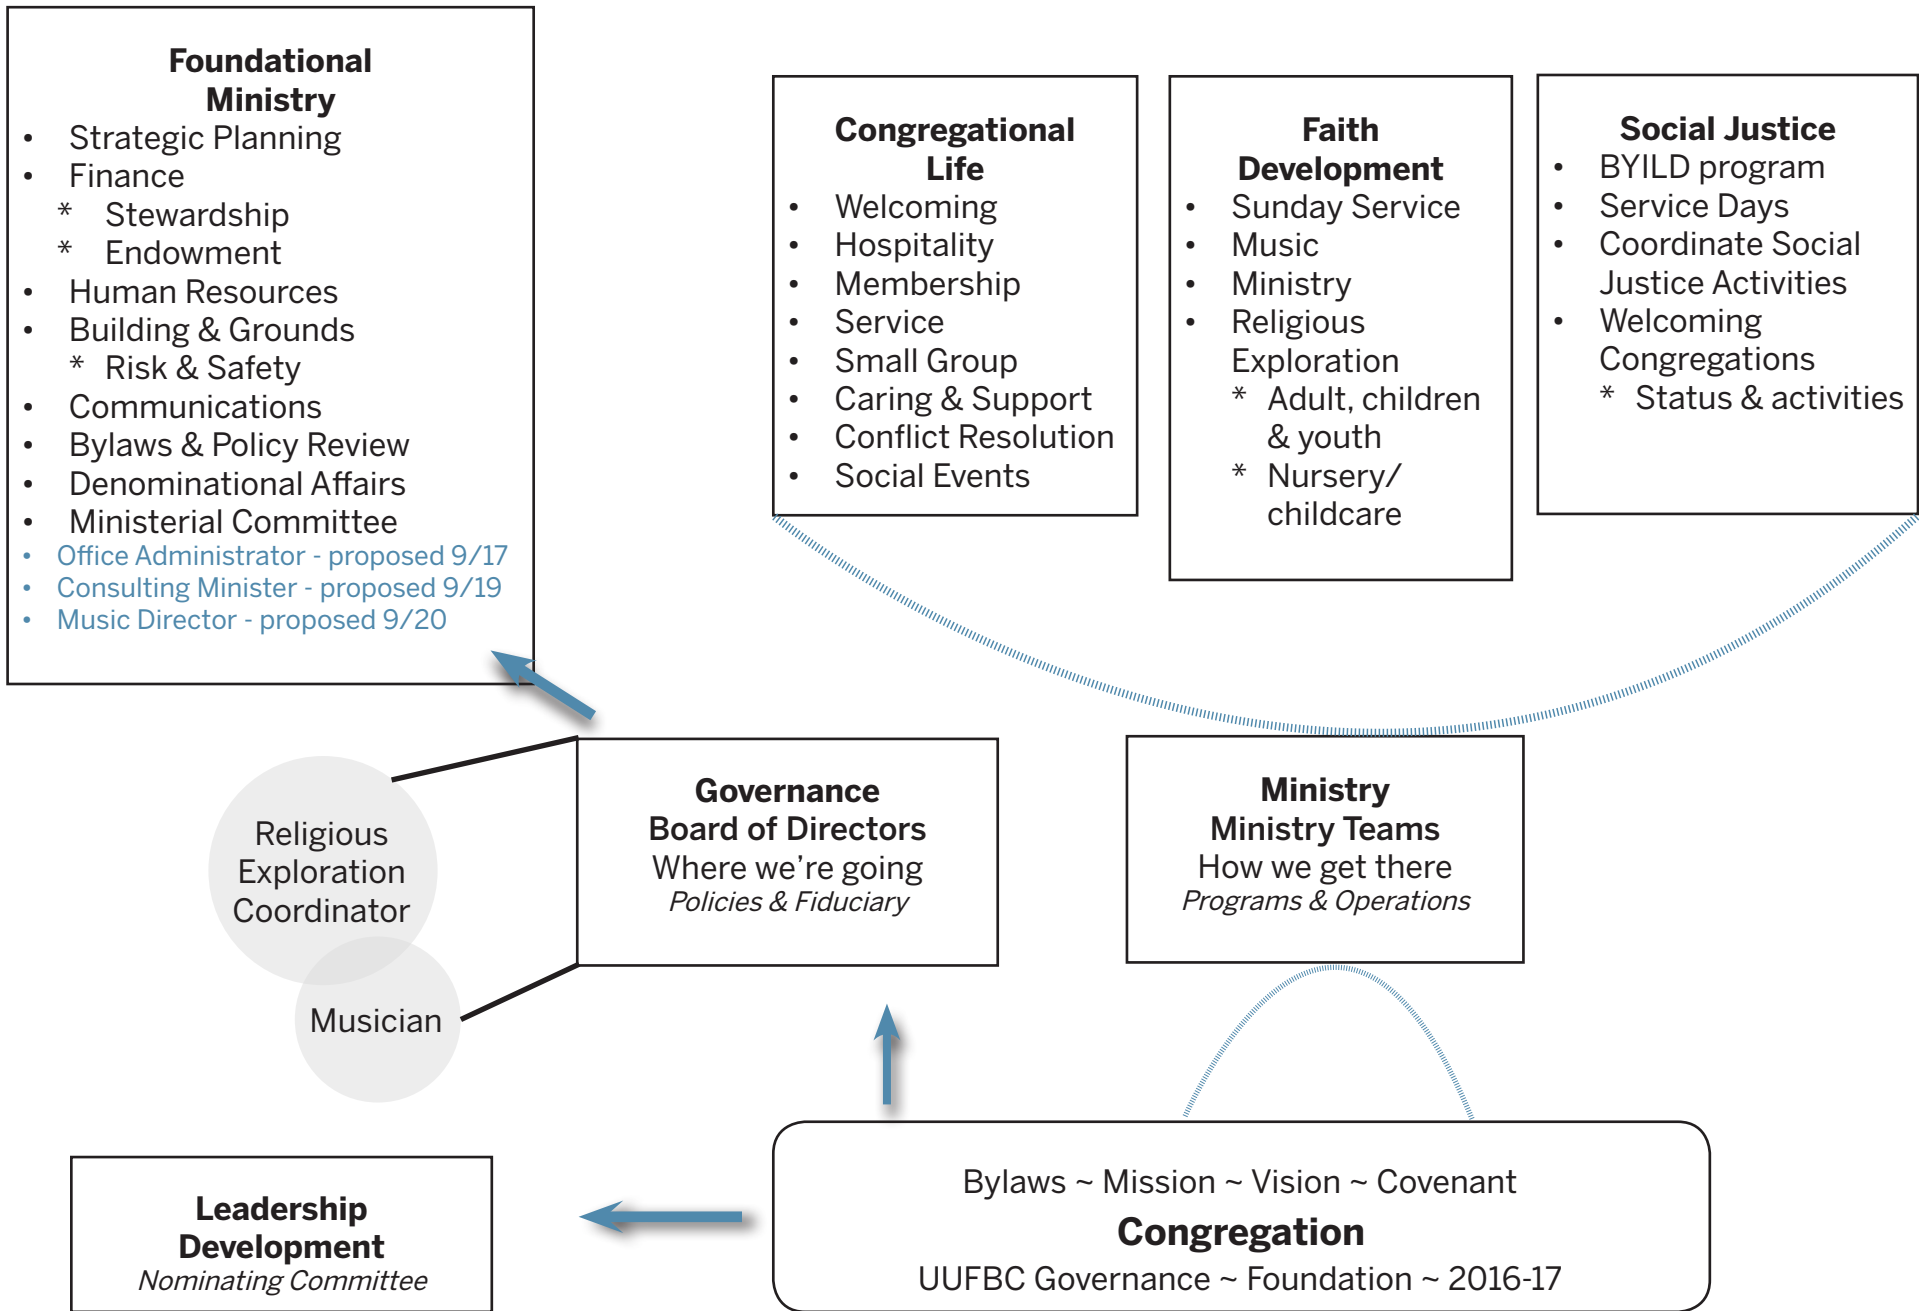 Foundational
Ministry
• Strategic Planning
• Finance
* Stewardship
* Endowment
• Human Resources
• Building & Grounds
* Risk & Safety
• Communications
• Bylaws & Policy Review
• Denominational Affairs
• Ministerial Committee
• Office Administrator - proposed 9/17
• Consulting Minister - proposed 9/19
• Music Director - proposed 9/20
Congregational
Life
• Welcoming
• Hospitality
• Membership
• Service
• Small Group
• Caring & Support
• Conflict Resolution
• Social Events
Faith
Development
• Sunday Service
• Music
• Ministry
• Religious
Exploration
* Adult, children
& youth
* Nursery/
childcare
Social Justice
• BYILD program
• Service Days
• Coordinate Social
Justice Activities
• Welcoming
Congregations
* Status & activities
Religious
Exploration
Coordinator
Musician
Governance
Board of Directors
Where we're going
Policies & Fiduciary
Ministry
Ministry Teams
How we get there
Programs & Operations
Leadership
Development
Nominating Committee
Bylaws ~ Mission ~ Vision ~ Covenant
Congregation
UUFBC Governance ~ Foundation ~ 2016-17